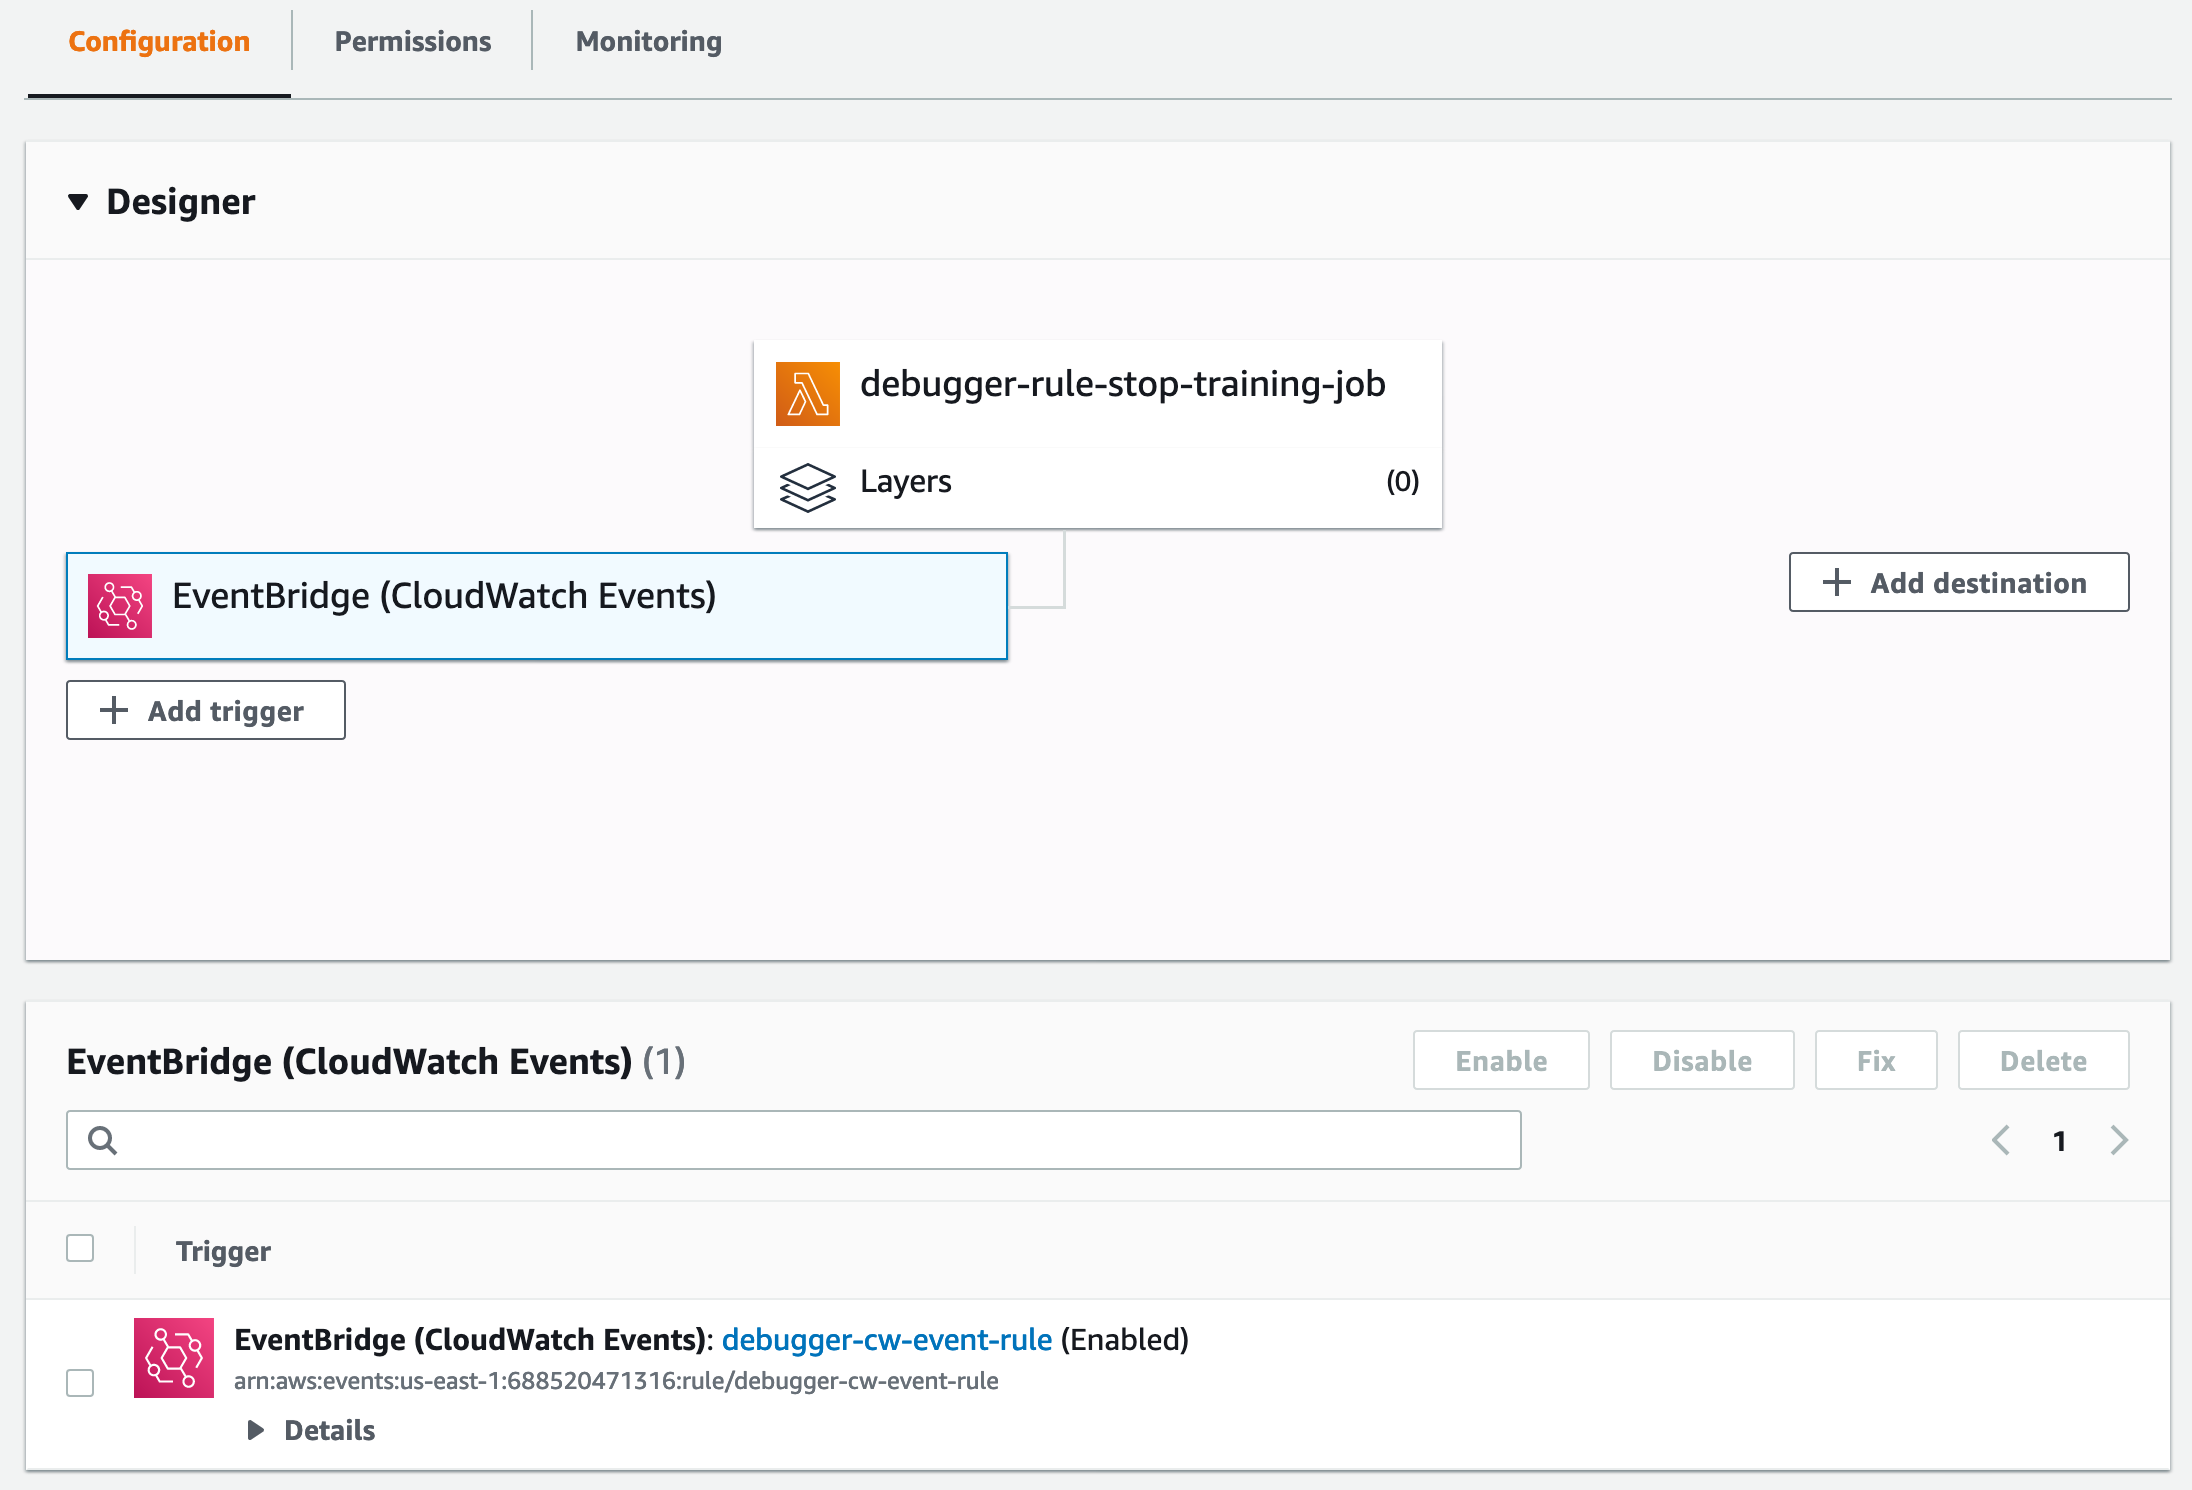 Configuration
Permissions
Monitoring
Designer
debugger-rule-stop-training-job
Layers
(0)
EventBridge (CloudWatch Events)
Add destination
Add trigger
EventBridge (CloudWatch Events) (1)
Enable
Disable
Fix
Delete
1
Trigger
EventBridge (CloudWatch Events): debugger-cw-event-rule (Enabled)
arn:aws:events:us-east-1:688520471316:rule/debugger-cw-event-rule
Details